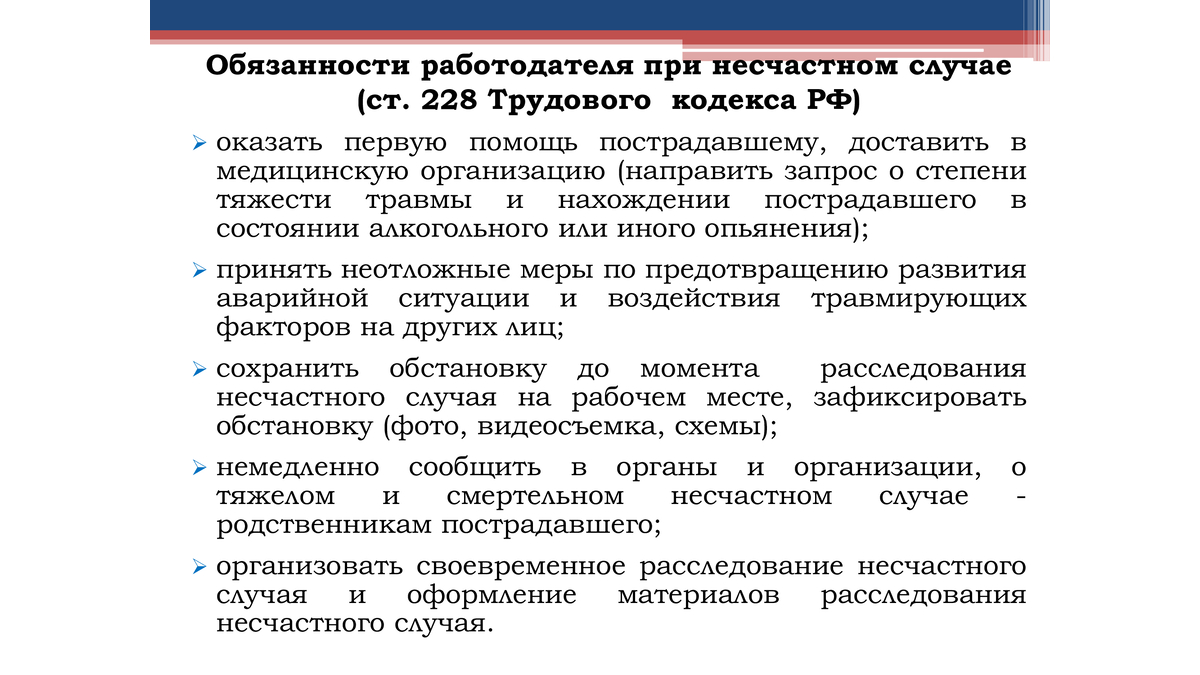 Обязанности работодателя при несчастном случае
(ст. 228 Трудового кодекса РФ)
оказать первую помощь пострадавшему, доставить в
медицинскую организацию (направить запрос о степени
тяжести травмы и нахождении пострадавшего в
состоянии алкогольного или иного опьянения);
принять неотложные меры по предотвращению развития
аварийной ситуации и воздействия травмирующих
факторов на других лиц;
сохранить обстановку до момента расследования
несчастного случая на рабочем месте, зафиксировать
обстановку (фото, видеосъемка, схемы);
немедленно сообщить в органы и организации, о
тяжелом и смертельном несчастном случае -
родственникам пострадавшего;
организовать своевременное расследование несчастного
случая и оформление материалов расследования
несчастного случая.